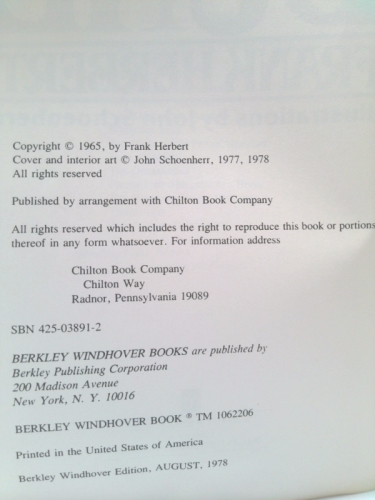 Copyright © 1965, by Frank Herbert
Cover and interior art © John Schoenherr, 1977, 1978
All rights reserved
Published by arrangement with Chilton Book Company
All rights reserved which includes the right to reproduce this book or portions
thereof in any form whatsoever. For information address
Chilton Book Company
Chilton Way
Radnor, Pennsylvania 19089
SBN 425-03891-2
BERKLEY WINDHOVER BOOKS are published by
Berkley Publishing Corporation
200 Madison Avenue
New York, N. Y. 10016
BERKLEY WINDHOVER BOOK ® TM 1062206
Printed in the United States of America
Berkley Windhover Edition, AUGUST, 1978